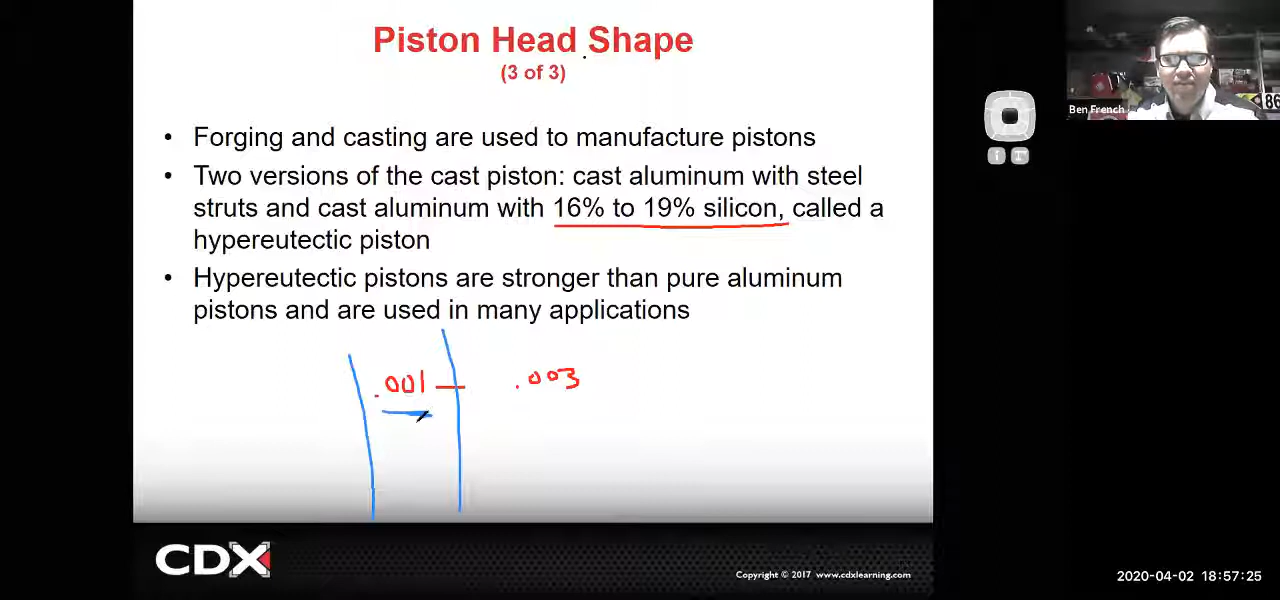 Piston Head Shape
(3 of 3)
• Forging and casting are used to manufacture pistons
• Two versions of the cast piston: cast aluminum with steel
struts and cast aluminum with 16% to 19% silicon, called a
hypereutectic piston
• Hypereutectic pistons are stronger than pure aluminum
pistons and are used in many applications
.001 — .003
CDX
Copyright © 2017 www.cdxlearning.com
Ben French
86
i
T
2020-04-02 18:57:25